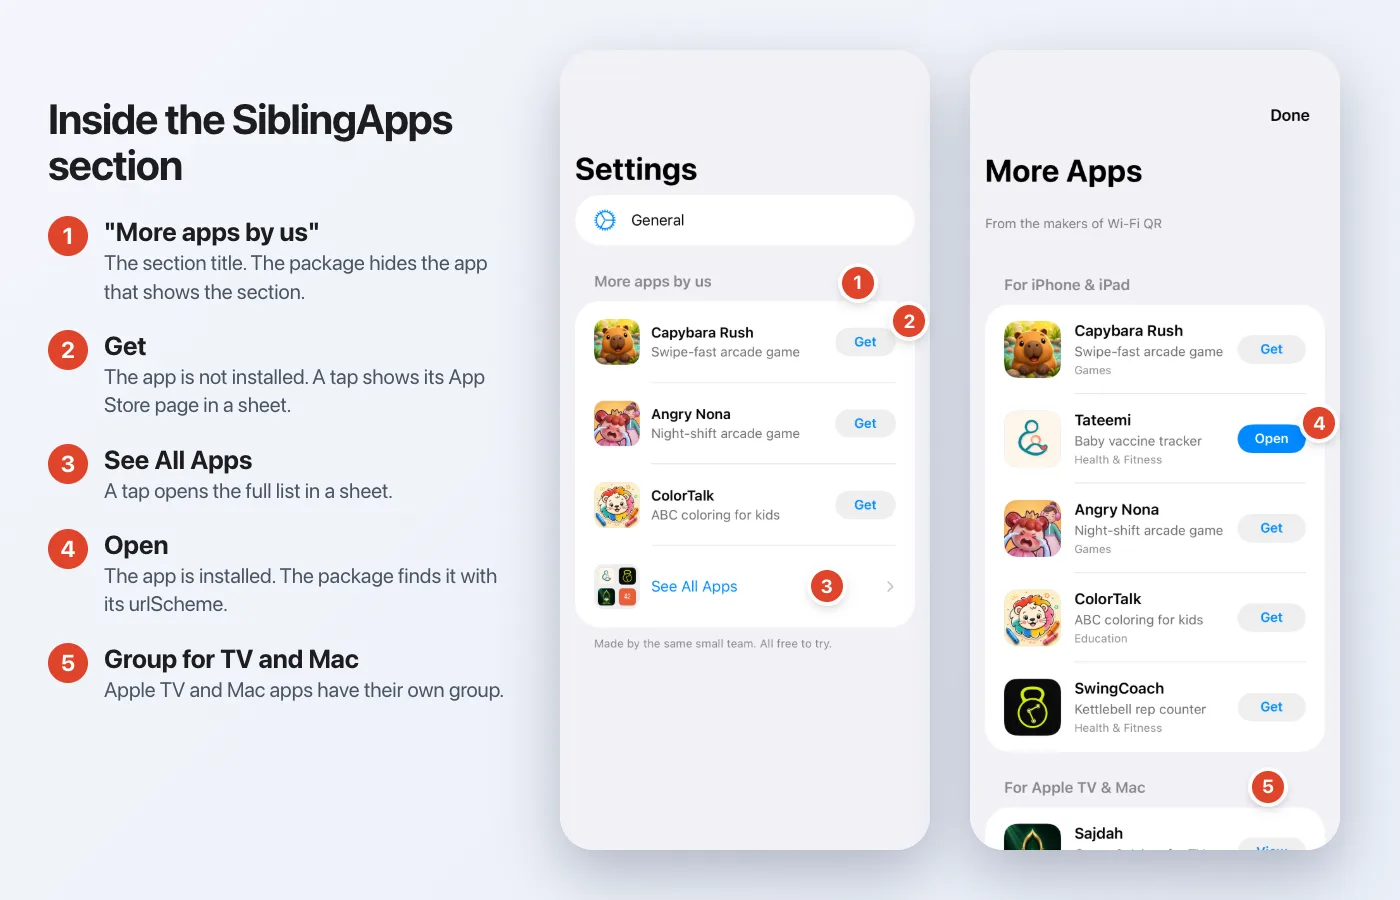 Inside the SiblingApps
section
1
"More apps by us"
The section title. The package hides the app
that shows the section.
2
Get
The app is not installed. A tap shows its App
Store page in a sheet.
3
See All Apps
A tap opens the full list in a sheet.
4
Open
The app is installed. The package finds it with
its urlScheme.
5
Group for TV and Mac
Apple TV and Mac apps have their own group.
Settings
General
More apps by us
1
2
Capybara Rush
Swipe-fast arcade game
Get
Angry Nona
Night-shift arcade game
Get
ColorTalk
ABC coloring for kids
Get
See All Apps
3
Made by the same small team. All free to try.
Done
More Apps
From the makers of Wi-Fi QR
For iPhone & iPad
Capybara Rush
Swipe-fast arcade game
Games
Get
Tateemi
Baby vaccine tracker
Health & Fitness
Open
4
Angry Nona
Night-shift arcade game
Games
Get
ColorTalk
ABC coloring for kids
Education
Get
SwingCoach
Kettlebell rep counter
Health & Fitness
Get
For Apple TV & Mac
5
Sajdah
View